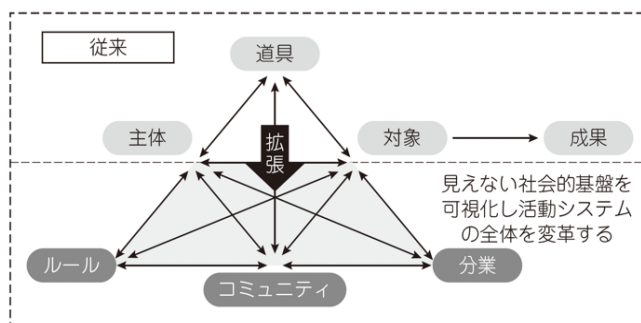 従来
道具
主体
拡張
対象
成果
見えない社会的基盤を
可視化し活動システム
の全体を変革する
ルール
コミュニティ
分業